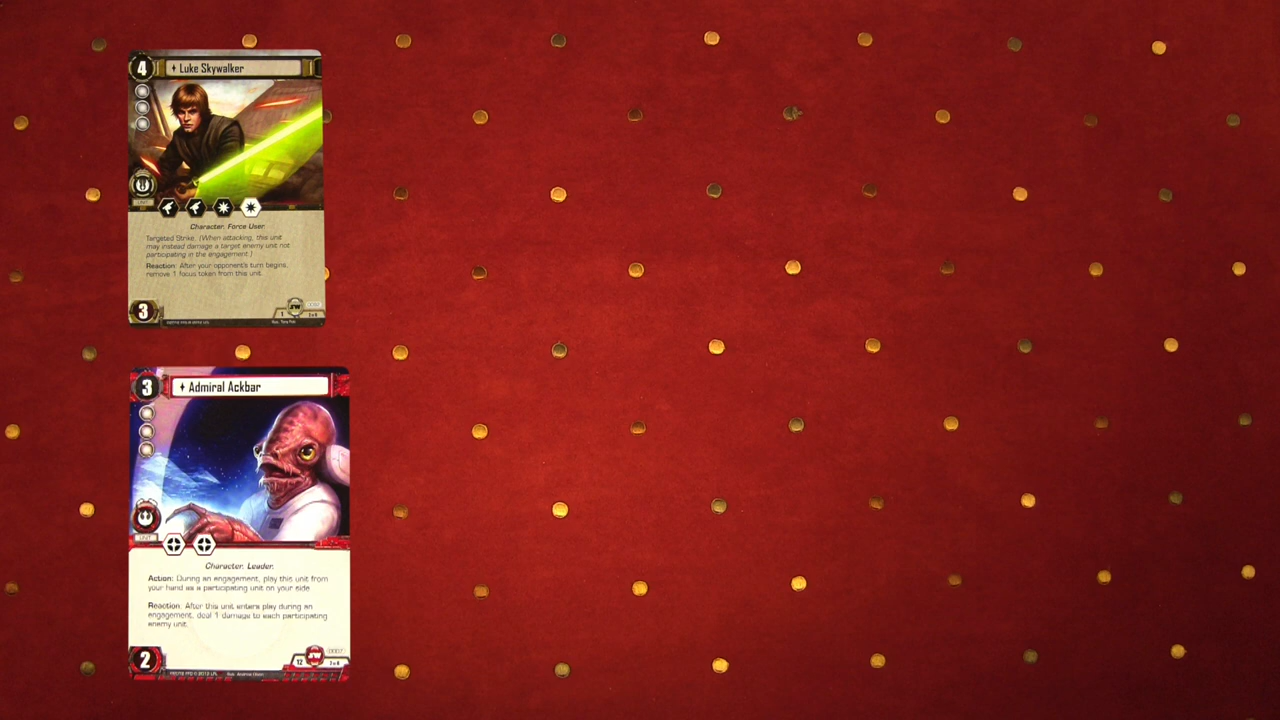 4
Luke Skywalker
UNIT
Character. Force User.
Targeted Strike. (When attacking, this unit
may instead damage a target enemy unit not
participating in the engagement.)
Reaction: After your opponent's turn begins,
remove 1 focus token from this unit.
3
1
3
Admiral Ackbar
UNIT
Character. Leader.
Action: During an engagement, play this unit from
your hand as a participating unit on your side.
Reaction: After this unit enters play during an
engagement, deal 1 damage to each participating
enemy unit.
2
12